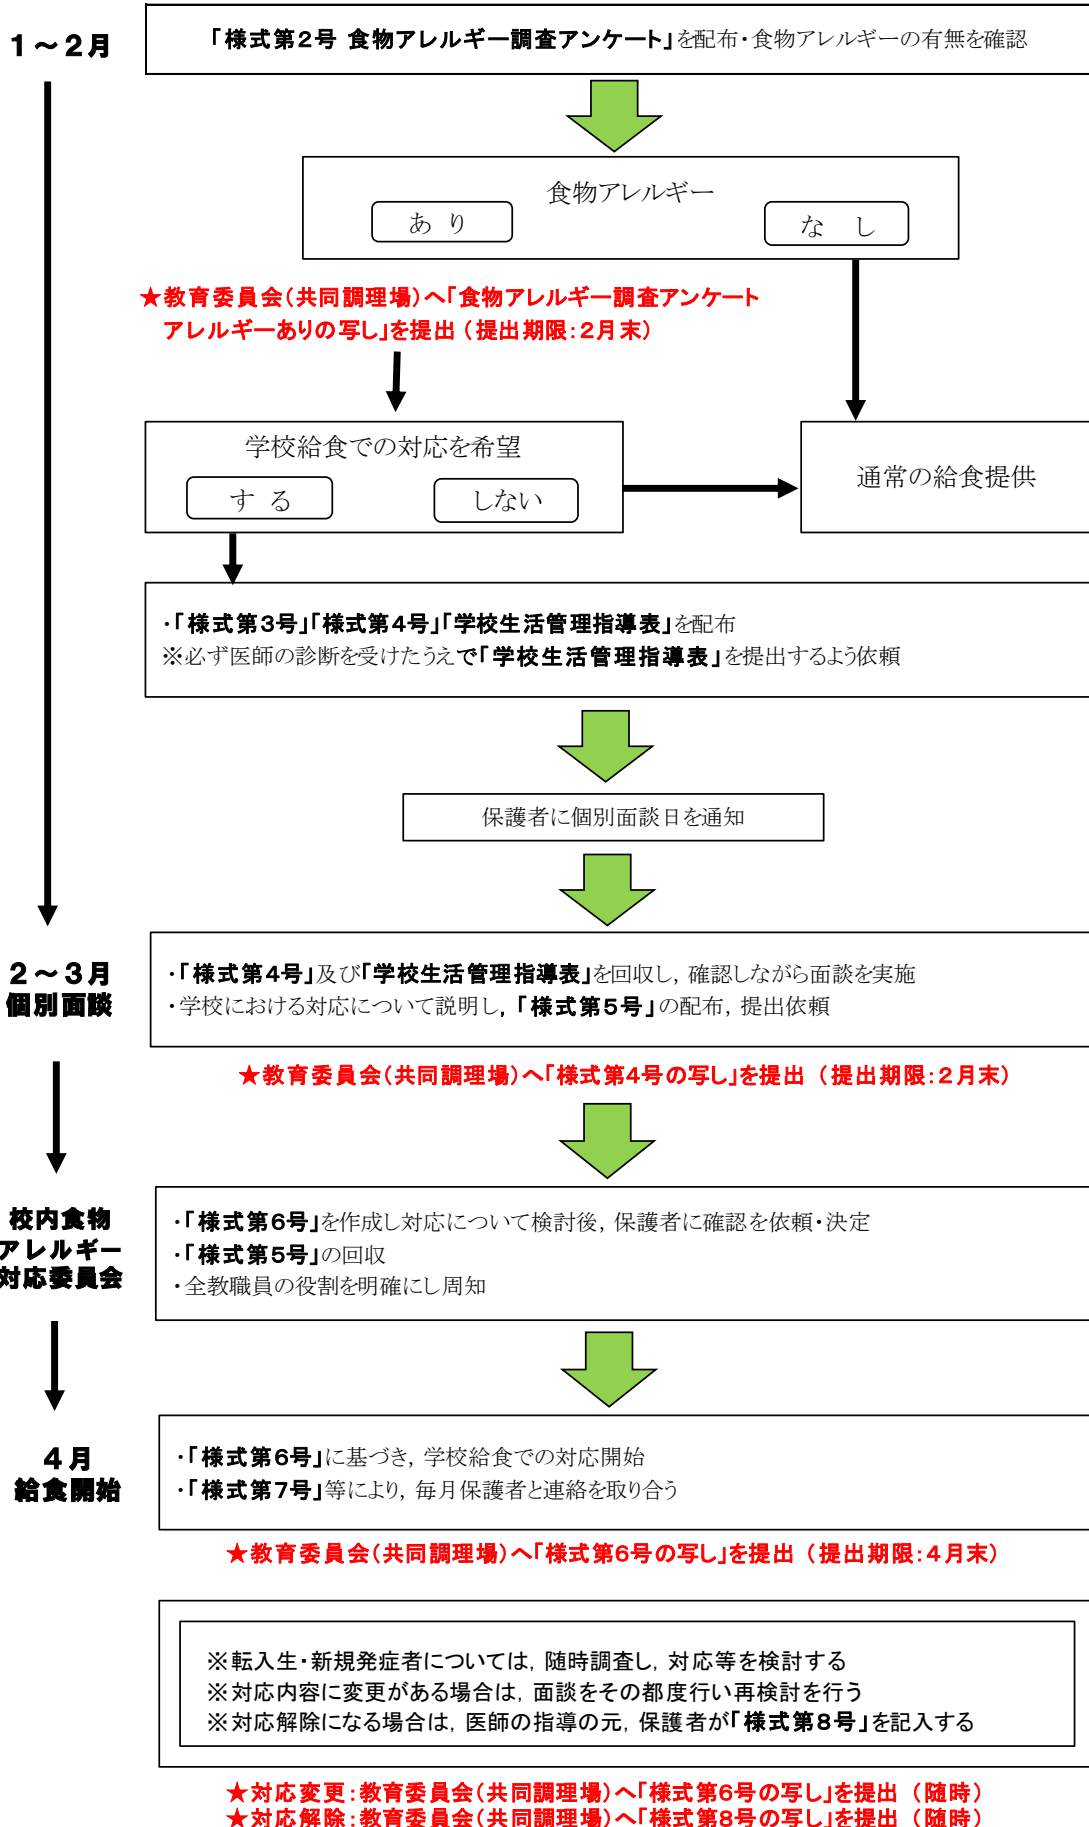 1～2月
「様式第2号 食物アレルギー調査アンケート」を配布・食物アレルギーの有無を確認
食物アレルギー
あ り
な し
★教育委員会(共同調理場)へ「食物アレルギー調査アンケート
アレルギーありの写し」を提出（提出期限:2月末）
学校給食での対応を希望
す る
しない
通常の給食提供
・「様式第3号」「様式第4号」「学校生活管理指導表」を配布
※必ず医師の診断を受けたうえで「学校生活管理指導表」を提出するよう依頼
保護者に個別面談日を通知
2～3月
個別面談
・「様式第4号」及び「学校生活管理指導表」を回収し, 確認しながら面談を実施
・学校における対応について説明し,「様式第5号」の配布, 提出依頼
★教育委員会(共同調理場)へ「様式第4号の写し」を提出（提出期限:2月末）
校内食物
アレルギー
対応委員会
・「様式第6号」を作成し対応について検討後, 保護者に確認を依頼・決定
・「様式第5号」の回収
・全教職員の役割を明確にし周知
4月
給食開始
・「様式第6号」に基づき, 学校給食での対応開始
・「様式第7号」等により, 毎月保護者と連絡を取り合う
★教育委員会(共同調理場)へ「様式第6号の写し」を提出（提出期限:4月末）
※転入生・新規発症者については, 随時調査し, 対応等を検討する
※対応内容に変更がある場合は, 面談をその都度行い再検討を行う
※対応解除になる場合は, 医師の指導の元, 保護者が「様式第8号」を記入する
★対応変更:教育委員会(共同調理場)へ「様式第6号の写し」を提出（随時）
★対応解除:教育委員会(共同調理場)へ「様式第8号の写し」を提出（随時）